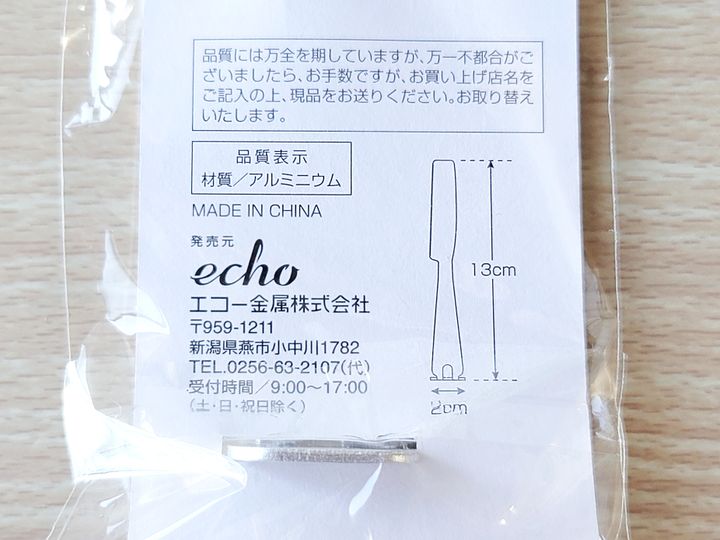 品質には万全を期していますが、万一不都合がご
ざいましたら、お手数ですが、お買い上げ店名を
ご記入の上、現品をお送りください。お取り替え
いたします。
品質表示
材質／アルミニウム
MADE IN CHINA
発売元
echo
エコー金属株式会社
〒959-1211
新潟県燕市小中川1782
TEL.0256-63-2107(代)
受付時間／9:00〜17:00
(土・日・祝日除く)
13cm
2cm